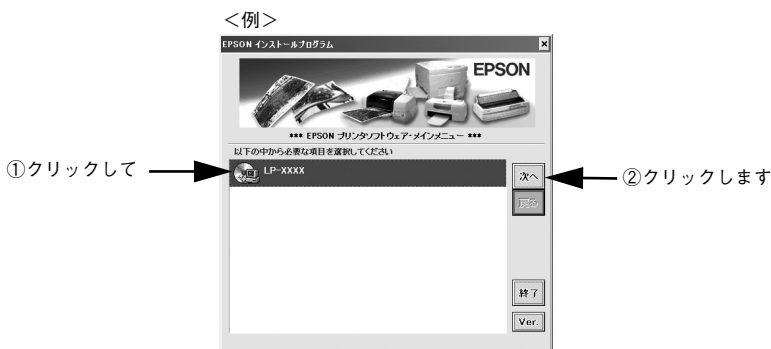 ＜例＞
EPSON インストールプログラム
EPSON
*** EPSON プリンタソフトウェア・メインメニュー ***
以下の中から必要な項目を選択してください
①クリックして
LP-XXXX
次へ
②クリックします
戻る
終了
Ver.